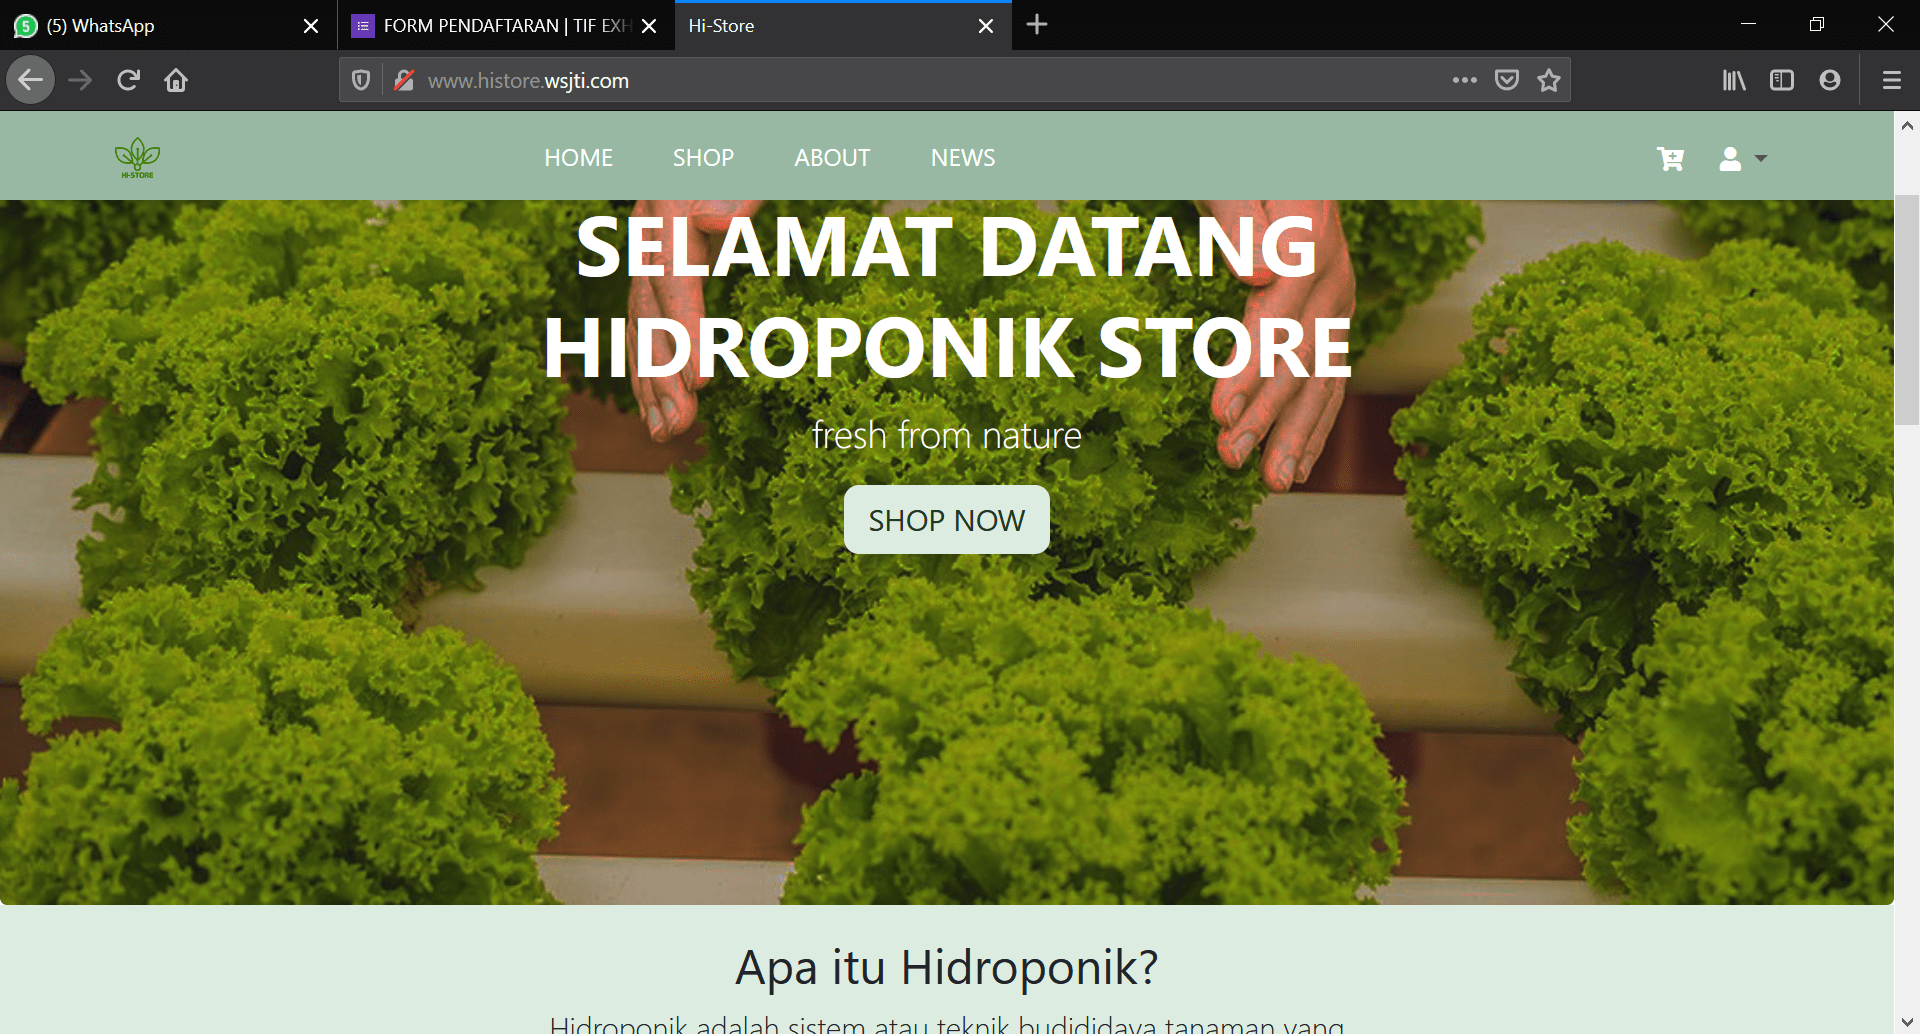 5 (5) WhatsApp
FORM PENDAFTARAN | TIF EXH
Hi-Store
www.histore.wsjti.com
HI-STORE
HOME SHOP ABOUT NEWS
SELAMAT DATANG
HIDROPONIK STORE
fresh from nature
SHOP NOW
Apa itu Hidroponik?
Hidroponik adalah sistem atau teknik budididaya tanaman yang